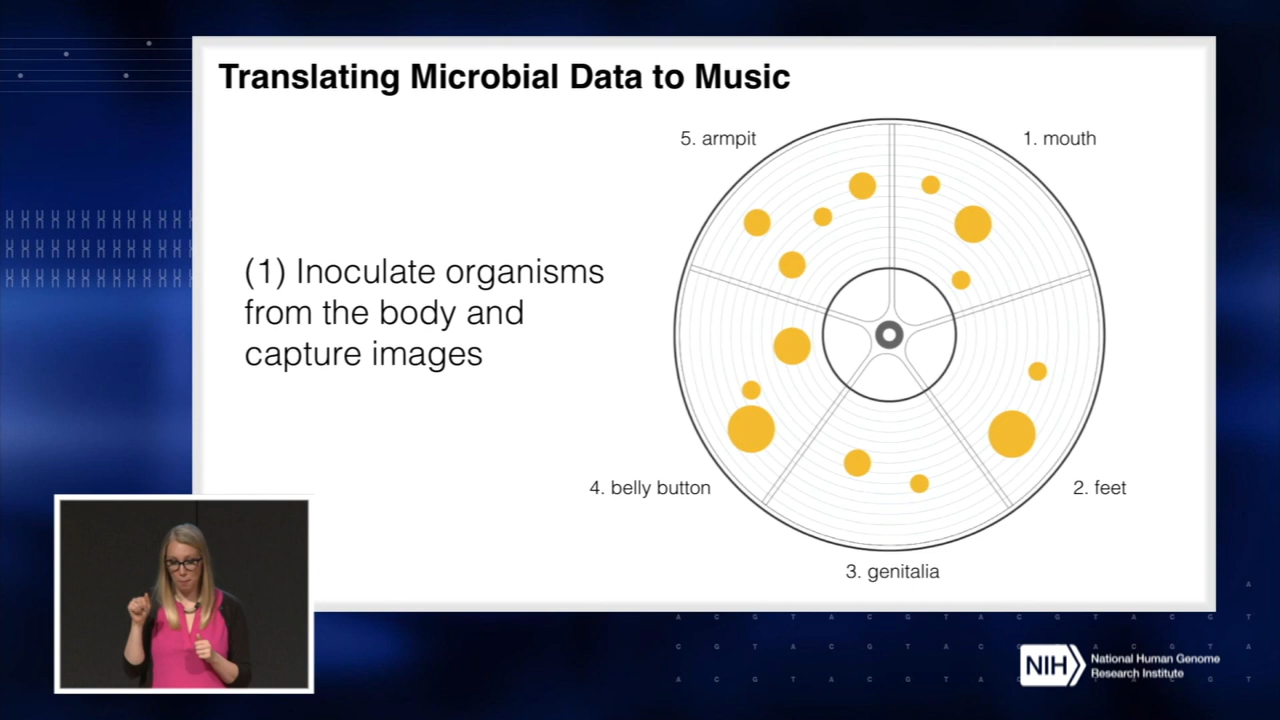 Translating Microbial Data to Music
5. armpit
1. mouth
(1) Inoculate organisms
from the body and
capture images
4. belly button
2. feet
3. genitalia
NIH
National Human Genome
Research Institute